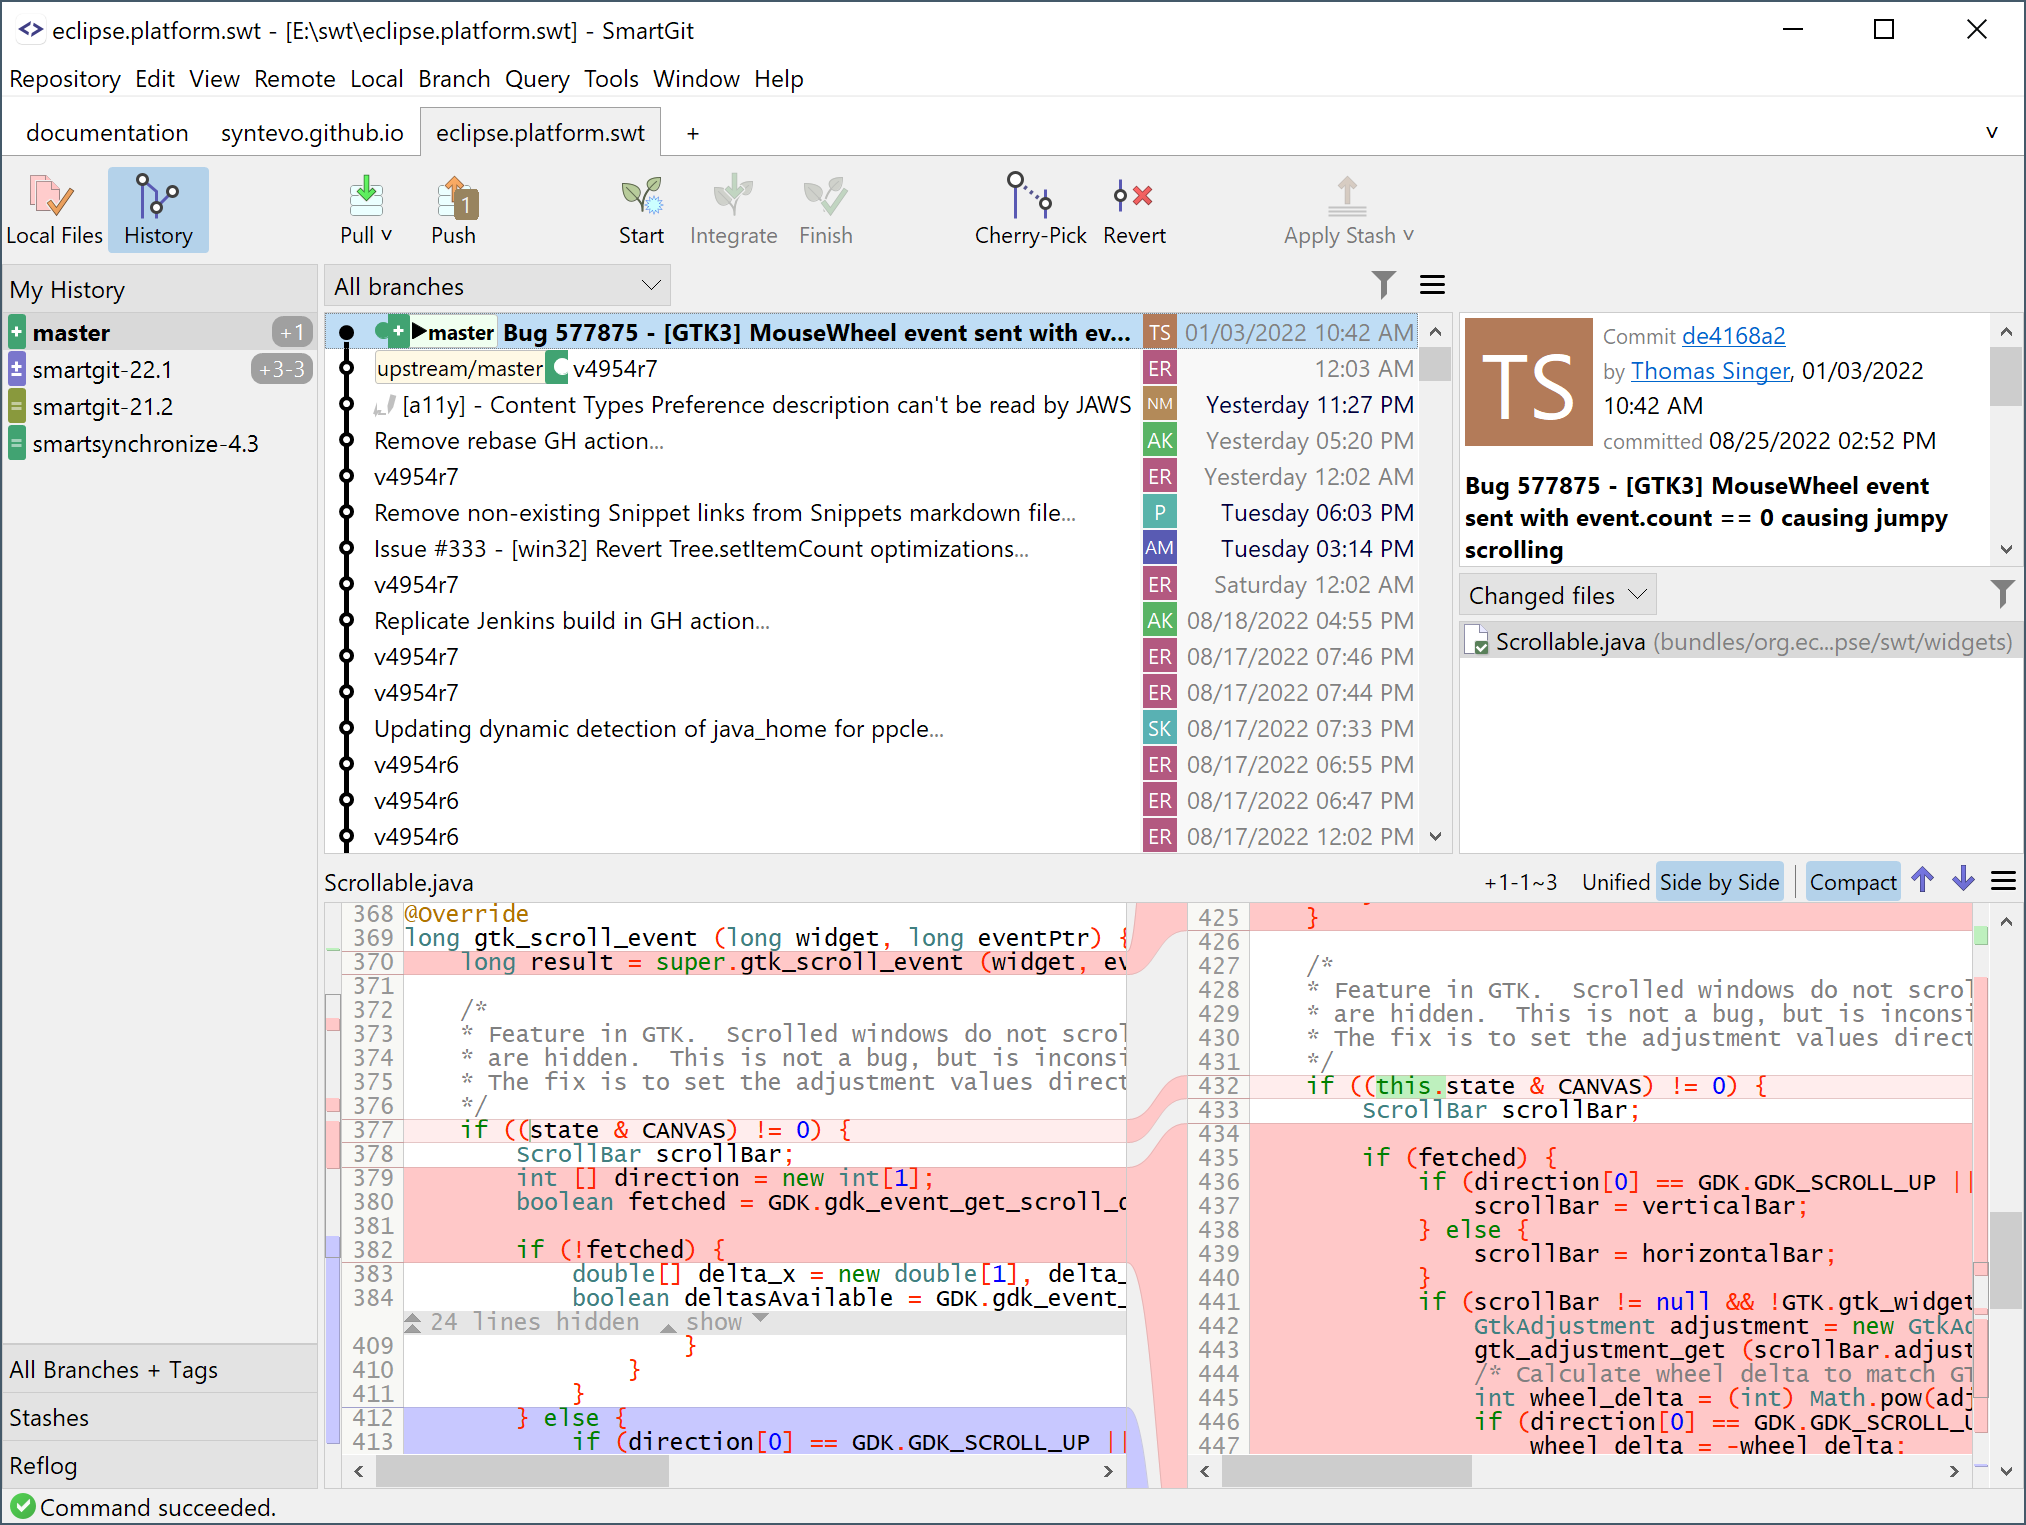 eclipse.platform.swt - [E:\swt\eclipse.platform.swt] - SmartGit
Repository Edit View Remote Local Branch Query Tools Window Help
documentation syntevo.github.io eclipse.platform.swt +
Local Files History Pull Push Start Integrate Finish Cherry-Pick Revert Apply Stash
1
My History
master +1
smartgit-22.1 +3-3
smartgit-21.2
smartsynchronize-4.3
All Branches + Tags
Stashes
Reflog
All branches
master Bug 577875 - [GTK3] MouseWheel event sent with ev... TS 01/03/2022 10:42 AM
upstream/master v4954r7 ER 12:03 AM
[a11y] - Content Types Preference description can't be read by JAWS NM Yesterday 11:27 PM
Remove rebase GH action... AK Yesterday 05:20 PM
v4954r7 ER Yesterday 12:02 AM
Remove non-existing Snippet links from Snippets markdown file... P Tuesday 06:03 PM
Issue #333 - [win32] Revert Tree.setItemCount optimizations... AM Tuesday 03:14 PM
v4954r7 ER Saturday 12:02 AM
Replicate Jenkins build in GH action... AK 08/18/2022 04:55 PM
v4954r7 ER 08/17/2022 07:46 PM
v4954r7 ER 08/17/2022 07:44 PM
Updating dynamic detection of java_home for ppcle... SK 08/17/2022 07:33 PM
v4954r6 ER 08/17/2022 06:55 PM
v4954r6 ER 08/17/2022 06:47 PM
v4954r6 ER 08/17/2022 12:02 PM
TS
Commit de4168a2
by Thomas Singer, 01/03/2022
10:42 AM
committed 08/25/2022 02:52 PM
Bug 577875 - [GTK3] MouseWheel event
sent with event.count == 0 causing jumpy
scrolling
Changed files
Scrollable.java (bundles/org.ec...pse/swt/widgets)
Scrollable.java +1-1~3 Unified Side by Side Compact
368 @Override
369 long gtk_scroll_event (long widget, long eventPtr) {
370 long result = super.gtk_scroll_event (widget, ev
371
372 /*
373 * Feature in GTK.  Scrolled windows do not scrol
374 * are hidden.  This is not a bug, but is inconsi
375 * The fix is to set the adjustment values direct
376 */
377 if ((state & CANVAS) != 0) {
378 ScrollBar scrollBar;
379 int [] direction = new int[1];
380 boolean fetched = GDK.gdk_event_get_scroll_d
381
382 if (!fetched) {
383 double[] delta_x = new double[1], delta_
384 boolean deltasAvailable = GDK.gdk_event_
24 lines hidden show
409 }
410 }
411 }
412 } else {
413 if (direction[0] == GDK.GDK_SCROLL_UP ||
425 }
426
427 /*
428 * Feature in GTK.  Scrolled windows do not scrol
429 * are hidden.  This is not a bug, but is inconsi
430 * The fix is to set the adjustment values direct
431 */
432 if ((this.state & CANVAS) != 0) {
433 ScrollBar scrollBar;
434
435 if (fetched) {
436 if (direction[0] == GDK.GDK_SCROLL_UP ||
437 scrollBar = verticalBar;
438 } else {
439 scrollBar = horizontalBar;
440 }
441 if (scrollBar != null && !GTK.gtk_widget
442 GtkAdjustment adjustment = new GtkAd
443 gtk_adjustment_get (scrollBar.adjust
444 /* Calculate wheel delta to match GT
445 int wheel_delta = (int) Math.pow(adj
446 if (direction[0] == GDK.GDK_SCROLL_U
447 wheel_delta = -wheel_delta;
Command succeeded.